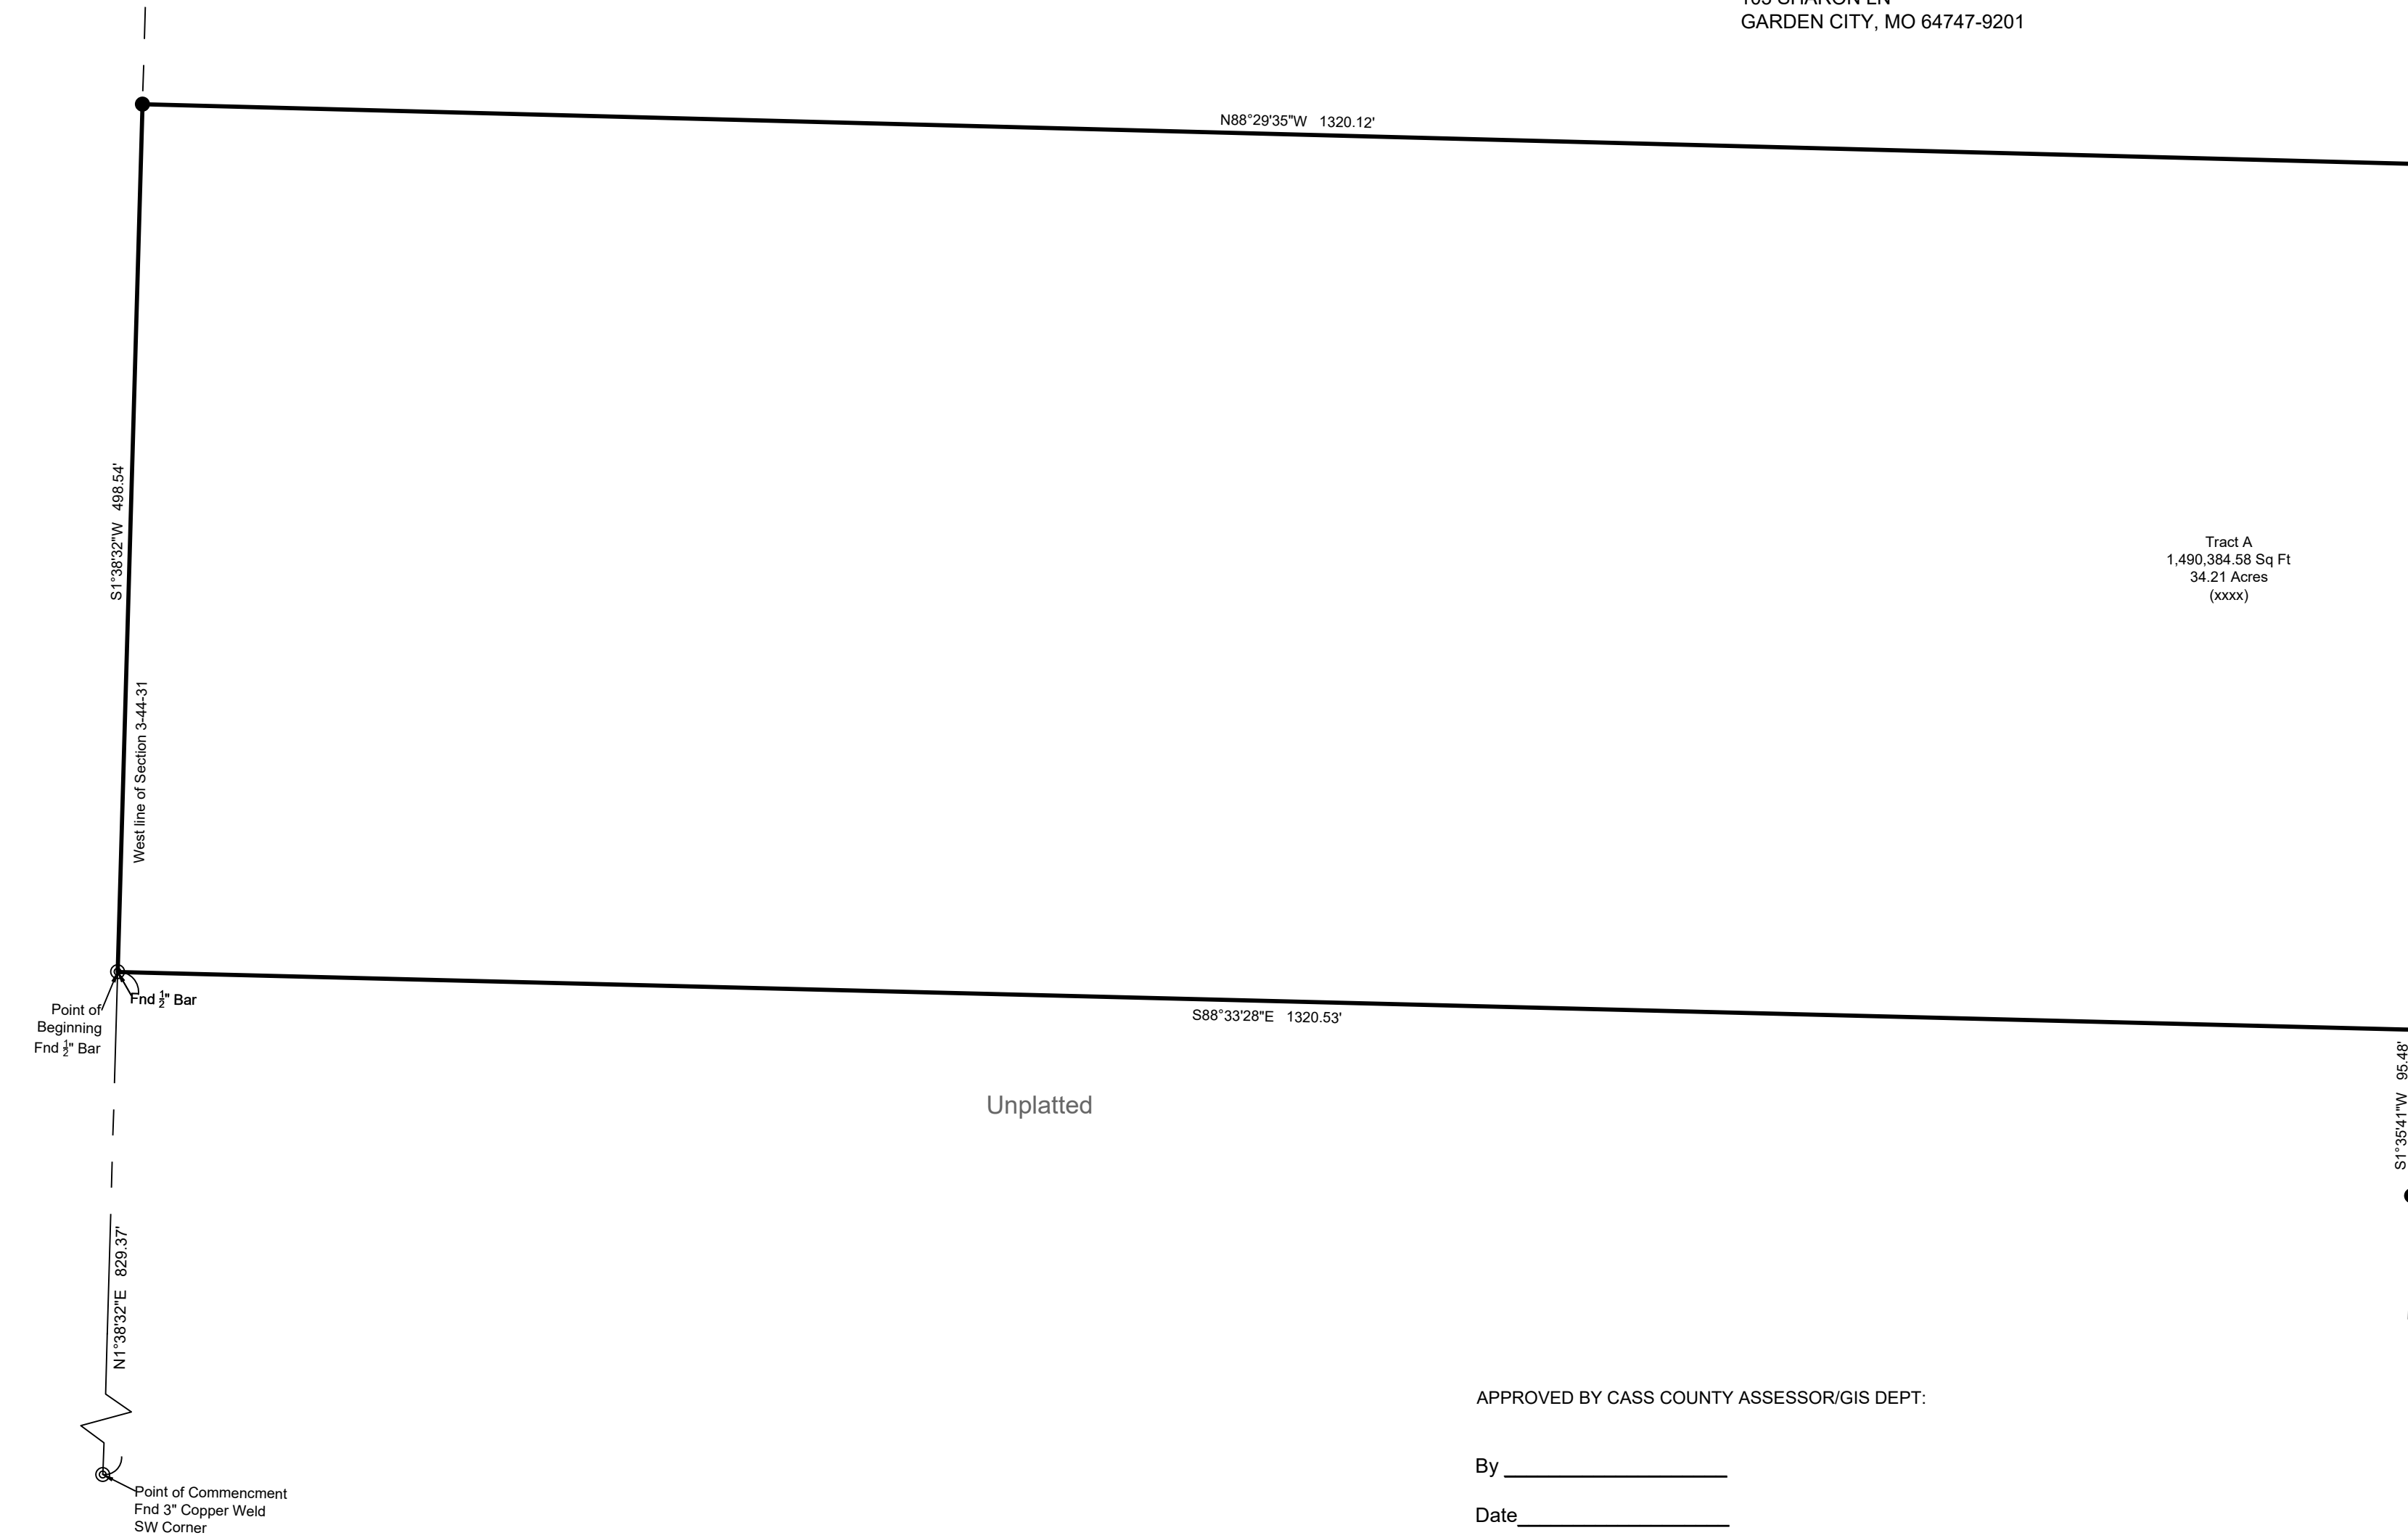 GARDEN CITY, MO 64747-9201
N88°29'35"W 1320.12'
S1°38'32"W 498.54'
West line of Section 3-44-31
Tract A
1,490,384.58 Sq Ft
34.21 Acres
(xxxx)
Fnd ½" Bar
Point of
Beginning
Fnd ½" Bar
S88°33'28"E 1320.53'
S1°35'41"W 95.48'
Unplatted
N1°38'32"E 829.37'
APPROVED BY CASS COUNTY ASSESSOR/GIS DEPT:
By
Date
Point of Commencment
Fnd 3" Copper Weld
SW Corner